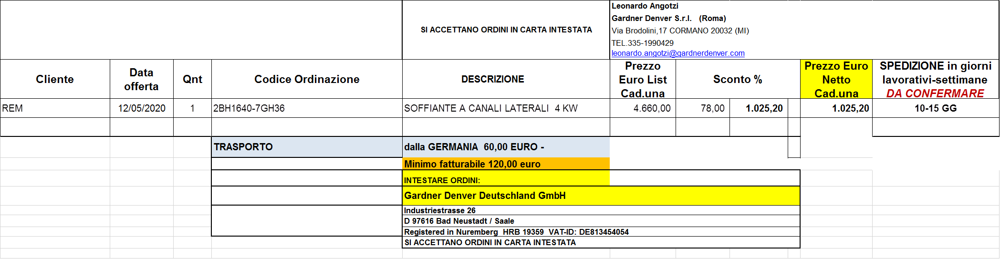 SI ACCETTANO ORDINI IN CARTA INTESTATA
Leonardo Angotzi
Gardner Denver S.r.l.   (Roma)
Via Brodolini,17 CORMANO 20032 (MI)
TEL.335-1990429
leonardo.angotzi@gardnerdenver.com
Cliente
Data
offerta
Qnt
Codice Ordinazione
DESCRIZIONE
Prezzo
Euro List
Cad.una
Sconto %
Prezzo Euro
Netto
Cad.una
SPEDIZIONE in giorni
lavorativi-settimane
DA CONFERMARE
REM 12/05/2020 1 2BH1640-7GH36 SOFFIANTE A CANALI LATERALI  4 KW 4.660,00 78,00 1.025,20 1.025,20 10-15 GG
TRASPORTO dalla GERMANIA  60,00 EURO -
Minimo fatturabile 120,00 euro
INTESTARE ORDINI:
Gardner Denver Deutschland GmbH
Industriestrasse 26
D 97616 Bad Neustadt / Saale
Registered in Nuremberg  HRB 19359  VAT-ID: DE813454054
SI ACCETTANO ORDINI IN CARTA INTESTATA